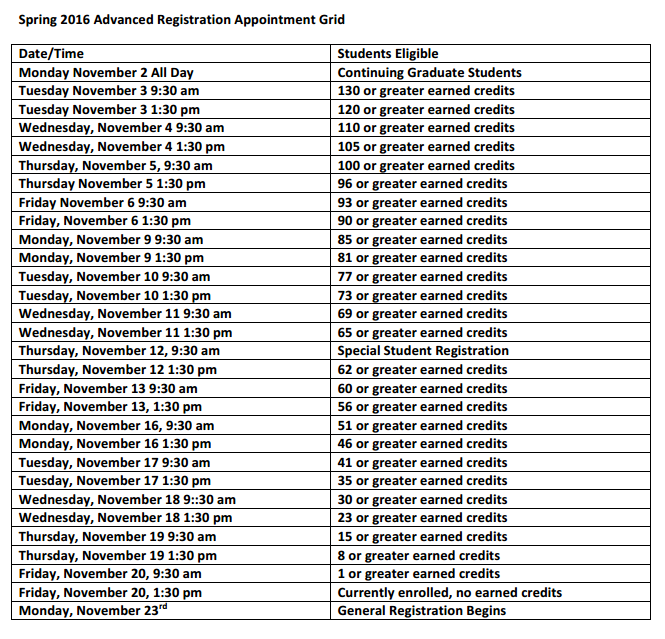 Spring 2016 Advanced Registration Appointment Grid
Date/Time Students Eligible
Monday November 2 All Day Continuing Graduate Students
Tuesday November 3 9:30 am 130 or greater earned credits
Tuesday November 3 1:30 pm 120 or greater earned credits
Wednesday, November 4 9:30 am 110 or greater earned credits
Wednesday, November 4 1:30 pm 105 or greater earned credits
Thursday, November 5, 9:30 am 100 or greater earned credits
Thursday November 5 1:30 pm 96 or greater earned credits
Friday November 6 9:30 am 93 or greater earned credits
Friday, November 6 1:30 pm 90 or greater earned credits
Monday, November 9 9:30 am 85 or greater earned credits
Monday, November 9 1:30 pm 81 or greater earned credits
Tuesday, November 10 9:30 am 77 or greater earned credits
Tuesday, November 10 1:30 pm 73 or greater earned credits
Wednesday, November 11 9:30 am 69 or greater earned credits
Wednesday, November 11 1:30 pm 65 or greater earned credits
Thursday, November 12, 9:30 am Special Student Registration
Thursday, November 12 1:30 pm 62 or greater earned credits
Friday, November 13 9:30 am 60 or greater earned credits
Friday, November 13, 1:30 pm 56 or greater earned credits
Monday, November 16, 9:30 am 51 or greater earned credits
Monday, November 16 1:30 pm 46 or greater earned credits
Tuesday, November 17 9:30 am 41 or greater earned credits
Tuesday, November 17 1:30 pm 35 or greater earned credits
Wednesday, November 18 9::30 am 30 or greater earned credits
Wednesday, November 18 1:30 pm 23 or greater earned credits
Thursday, November 19 9:30 am 15 or greater earned credits
Thursday, November 19 1:30 pm 8 or greater earned credits
Friday, November 20, 9:30 am 1 or greater earned credits
Friday, November 20, 1:30 pm Currently enrolled, no earned credits
Monday, November 23rd General Registration Begins